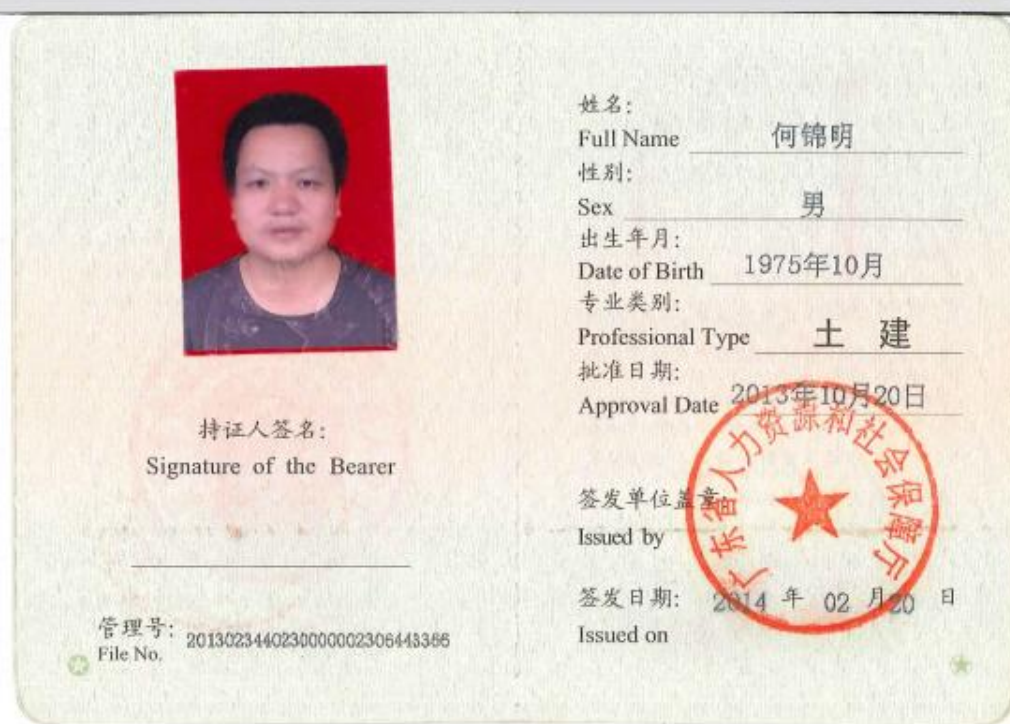 持证人签名:
Signature of the Bearer
管理号: 20130234402300000002306443366
File No.
姓名:
Full Name 何锦明
性别:
Sex 男
出生年月:
Date of Birth 1975年10月
专业类别:
Professional Type 土 建
批准日期:
Approval Date 2013年10月20日
广东省人力资源和社会保障厅
签发单位盖章
Issued by
签发日期: 2014 年 02 月 20 日
Issued on